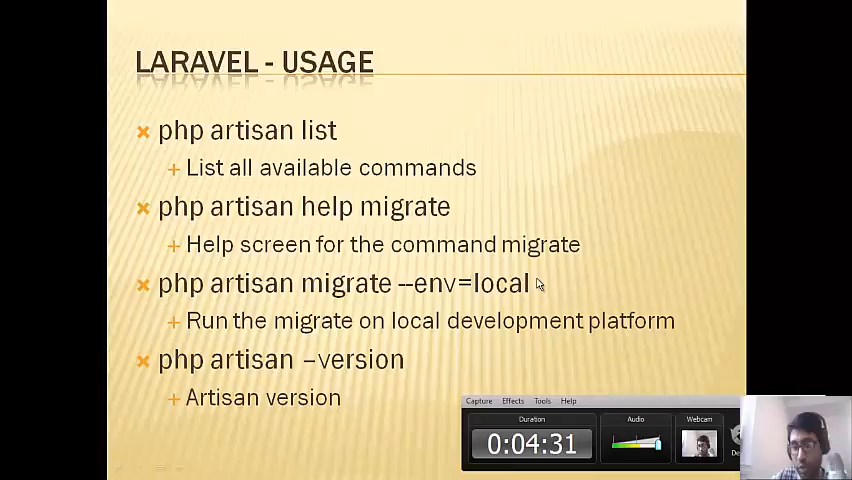 LARAVEL - USAGE
php artisan list
List all available commands
php artisan help migrate
Help screen for the command migrate
php artisan migrate --env=local
Run the migrate on local development platform
php artisan –version
Artisan version
Capture Effects Tools Help
Duration Audio Webcam
0:04:31